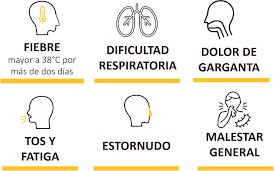 FIEBRE
mayor a 38°C por
más de dos días
DIFICULTAD
RESPIRATORIA
DOLOR DE
GARGANTA
TOS Y
FATIGA
ESTORNUDO
MALESTAR
GENERAL